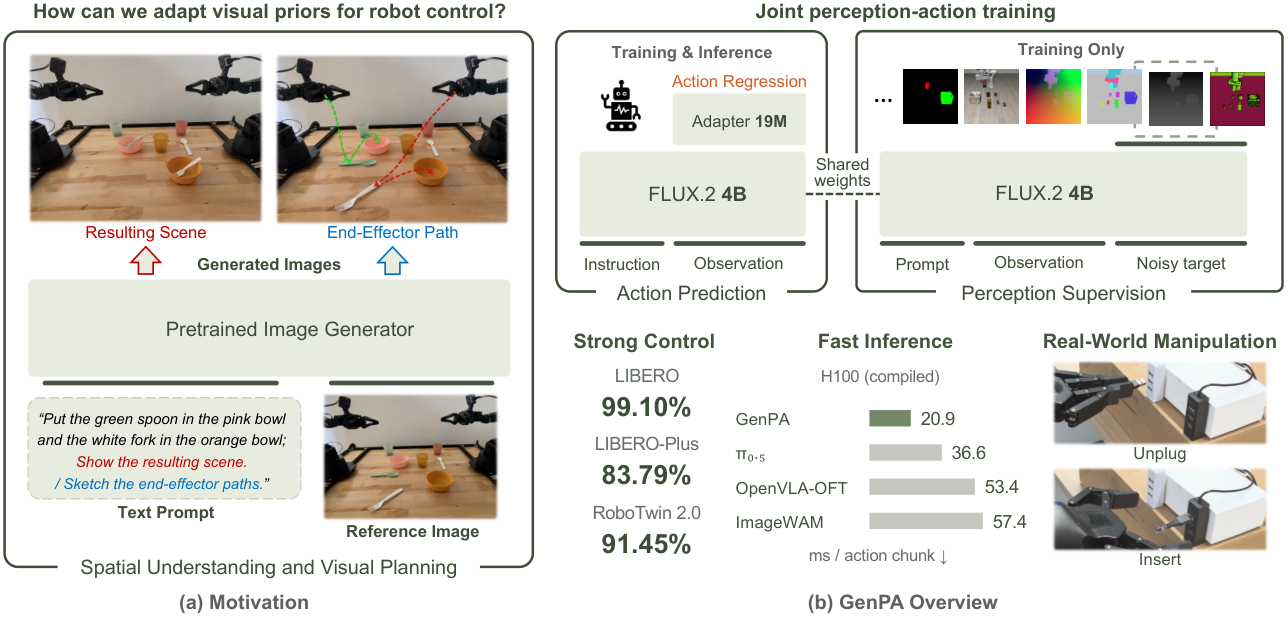 How can we adapt visual priors for robot control?
Resulting Scene
End-Effector Path
Generated Images
Pretrained Image Generator
“Put the green spoon in the pink bowl
and the white fork in the orange bowl;
Show the resulting scene.
/ Sketch the end-effector paths.”
Text Prompt
Reference Image
Spatial Understanding and Visual Planning
(a) Motivation
Joint perception-action training
Training & Inference
Action Regression
Adapter 19M
FLUX.2 4B
Instruction
Observation
Action Prediction
Shared
weights
Training Only
...
FLUX.2 4B
Prompt
Observation
Noisy target
Perception Supervision
Strong Control
LIBERO
99.10%
LIBERO-Plus
83.79%
RoboTwin 2.0
91.45%
Fast Inference
H100 (compiled)
GenPA 20.9
π₀.₅ 36.6
OpenVLA-OFT 53.4
ImageWAM 57.4
ms / action chunk ↓
Real-World Manipulation
Unplug
Insert
(b) GenPA Overview